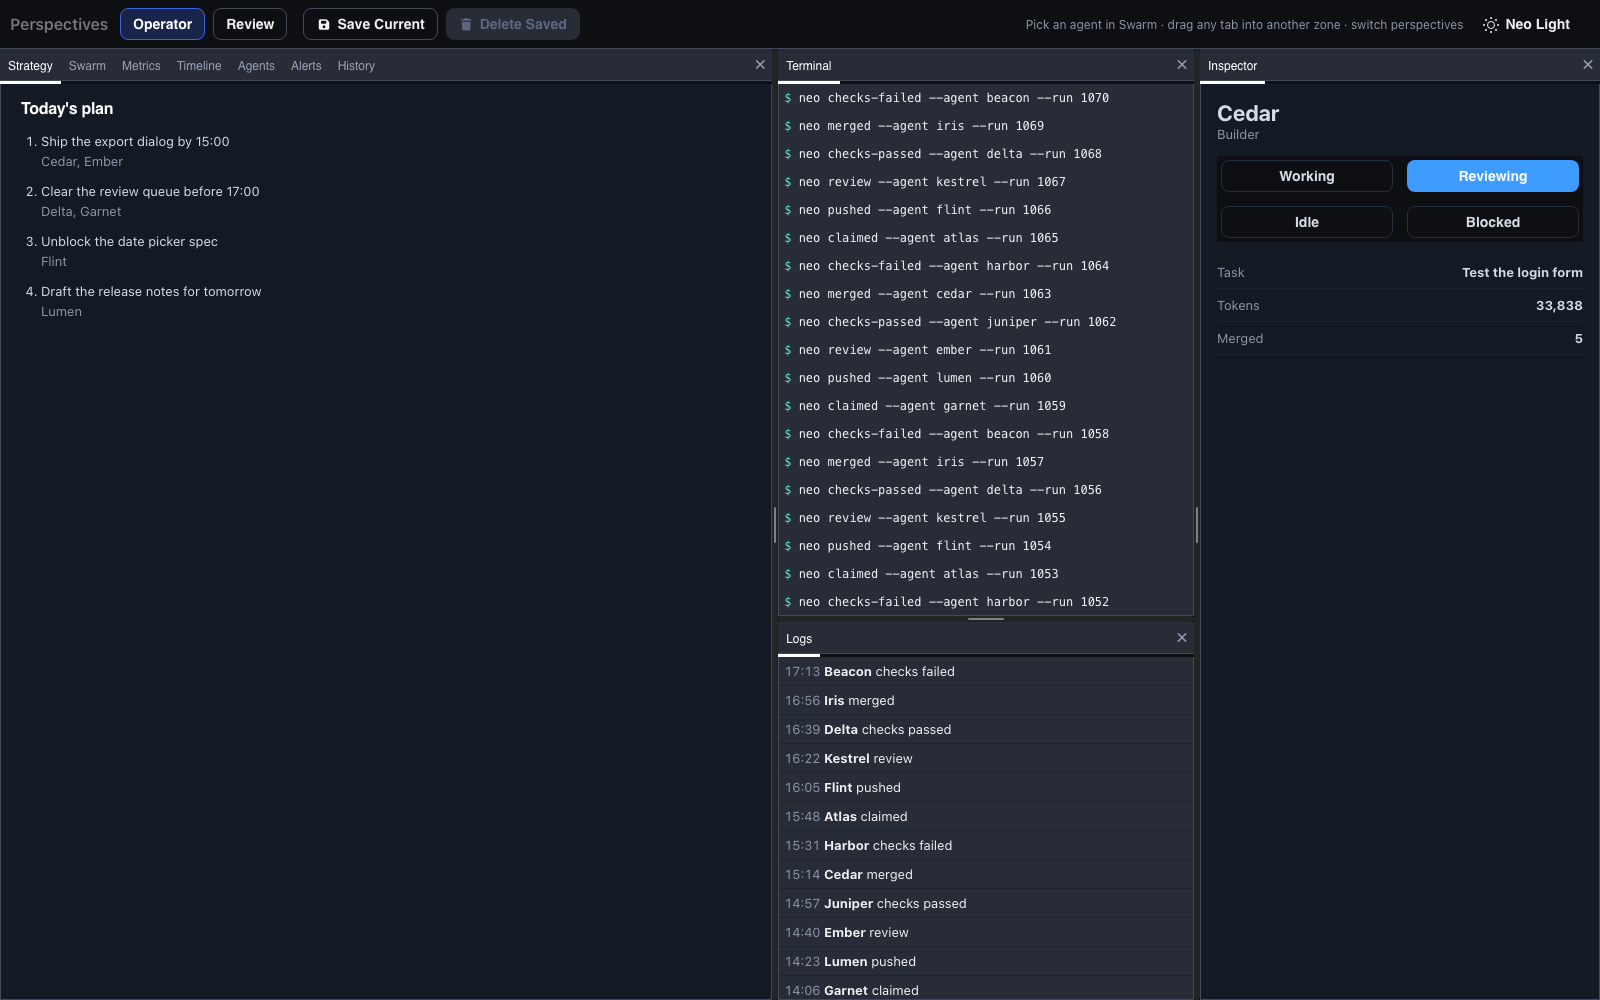 Perspectives Operator Review Save Current Delete Saved Pick an agent in Swarm · drag any tab into another zone · switch perspectives Neo Light
Strategy Swarm Metrics Timeline Agents Alerts History
Today's plan
1. Ship the export dialog by 15:00
Cedar, Ember
2. Clear the review queue before 17:00
Delta, Garnet
3. Unblock the date picker spec
Flint
4. Draft the release notes for tomorrow
Lumen
Terminal
$ neo checks-failed --agent beacon --run 1070
$ neo merged --agent iris --run 1069
$ neo checks-passed --agent delta --run 1068
$ neo review --agent kestrel --run 1067
$ neo pushed --agent flint --run 1066
$ neo claimed --agent atlas --run 1065
$ neo checks-failed --agent harbor --run 1064
$ neo merged --agent cedar --run 1063
$ neo checks-passed --agent juniper --run 1062
$ neo review --agent ember --run 1061
$ neo pushed --agent lumen --run 1060
$ neo claimed --agent garnet --run 1059
$ neo checks-failed --agent beacon --run 1058
$ neo merged --agent iris --run 1057
$ neo checks-passed --agent delta --run 1056
$ neo review --agent kestrel --run 1055
$ neo pushed --agent flint --run 1054
$ neo claimed --agent atlas --run 1053
$ neo checks-failed --agent harbor --run 1052
Logs
17:13 Beacon checks failed
16:56 Iris merged
16:39 Delta checks passed
16:22 Kestrel review
16:05 Flint pushed
15:48 Atlas claimed
15:31 Harbor checks failed
15:14 Cedar merged
14:57 Juniper checks passed
14:40 Ember review
14:23 Lumen pushed
14:06 Garnet claimed
Inspector
Cedar
Builder
Working Reviewing
Idle Blocked
Task Test the login form
Tokens 33,838
Merged 5